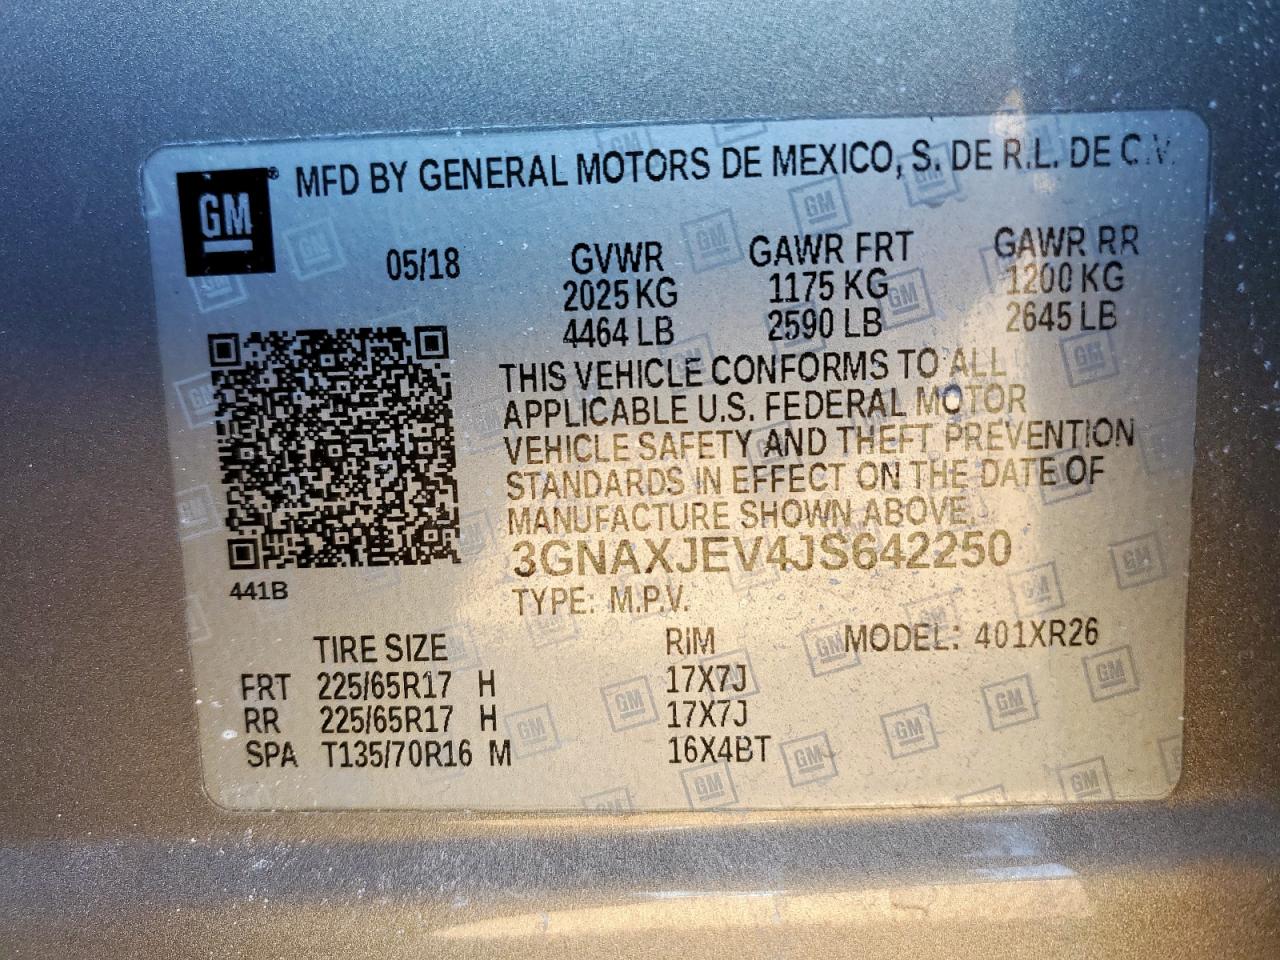 GM® MFD BY GENERAL MOTORS DE MEXICO, S. DE R.L. DE C.V.
05/18 GVWR GAWR FRT GAWR RR
2025 KG 1175 KG 1200 KG
4464 LB 2590 LB 2645 LB
THIS VEHICLE CONFORMS TO ALL
APPLICABLE U.S. FEDERAL MOTOR
VEHICLE SAFETY AND THEFT PREVENTION
STANDARDS IN EFFECT ON THE DATE OF
MANUFACTURE SHOWN ABOVE.
3GNAXJEV4JS642250
441B
TYPE: M.P.V.
TIRE SIZE RIM MODEL: 401XR26
FRT 225/65R17 H 17X7J
RR 225/65R17 H 17X7J
SPA T135/70R16 M 16X4BT